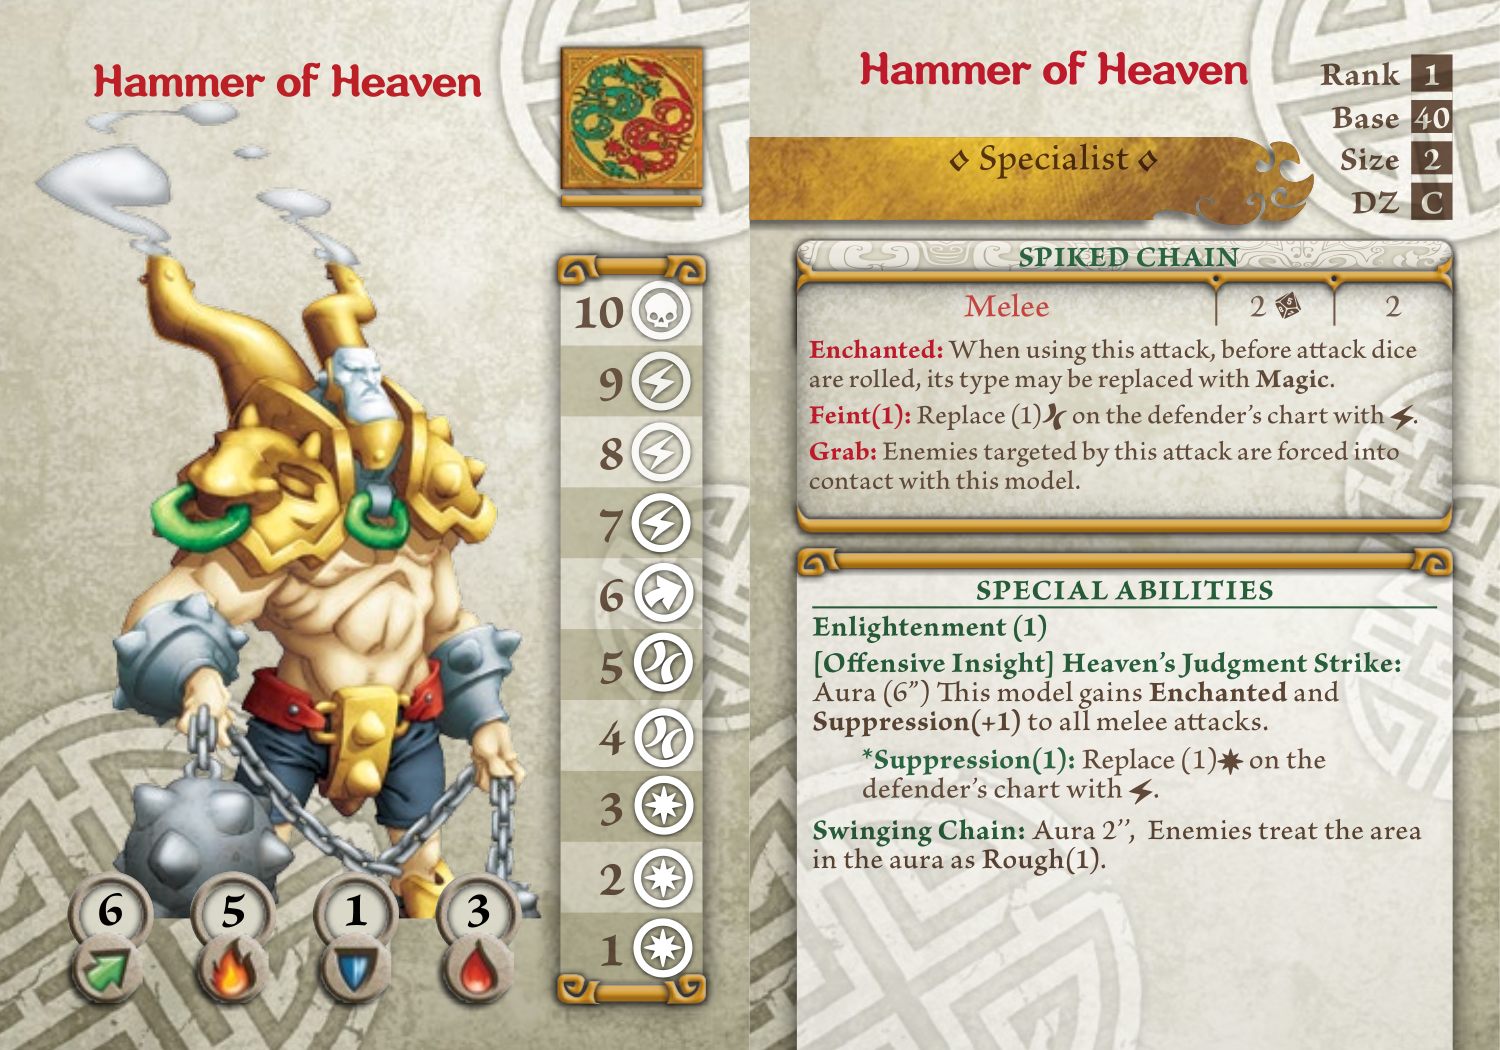 Hammer of Heaven
10
9
8
7
6
5
4
3
2
1
6 5 1 3
Hammer of Heaven
Rank 1
Base 40
Size 2
DZ C
Specialist
SPIKED CHAIN
Melee 2 2
Enchanted: When using this attack, before attack dice
are rolled, its type may be replaced with Magic.
Feint(1): Replace (1) on the defender's chart with .
Grab: Enemies targeted by this attack are forced into
contact with this model.
SPECIAL ABILITIES
Enlightenment (1)
[Offensive Insight] Heaven's Judgment Strike:
Aura (6”) This model gains Enchanted and
Suppression(+1) to all melee attacks.
*Suppression(1): Replace (1) on the
defender's chart with .
Swinging Chain: Aura 2’’, Enemies treat the area
in the aura as Rough(1).